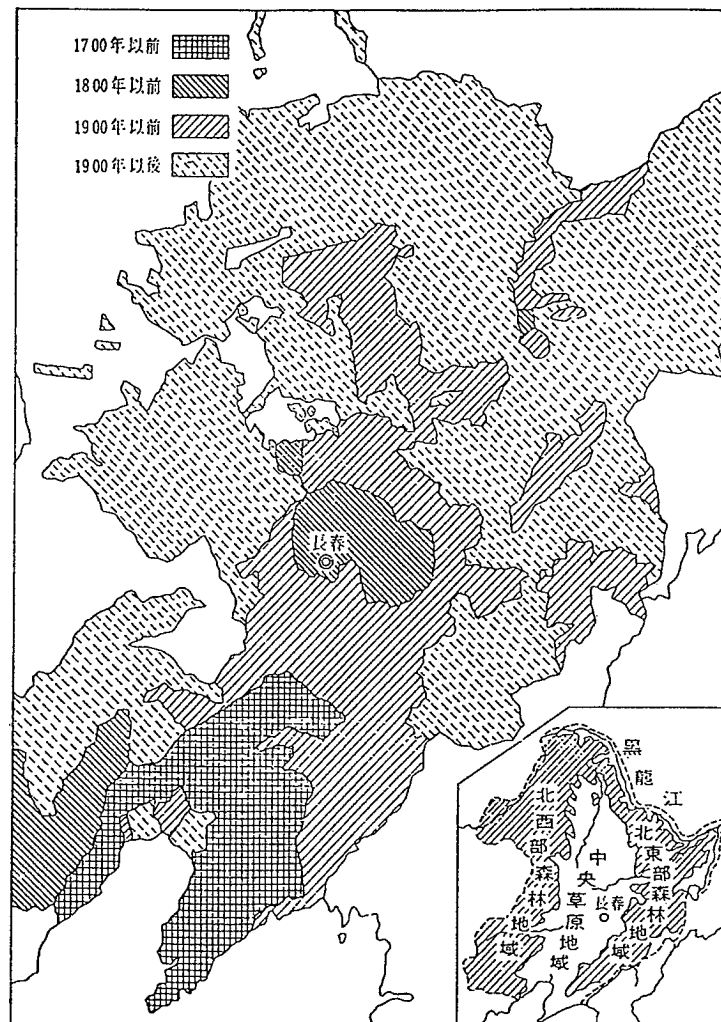 1700年以前
1800年以前
1900年以前
1900年以後
長春
黒龍江
北西部森林地域
中央草原地域
長春
北東部森林地域